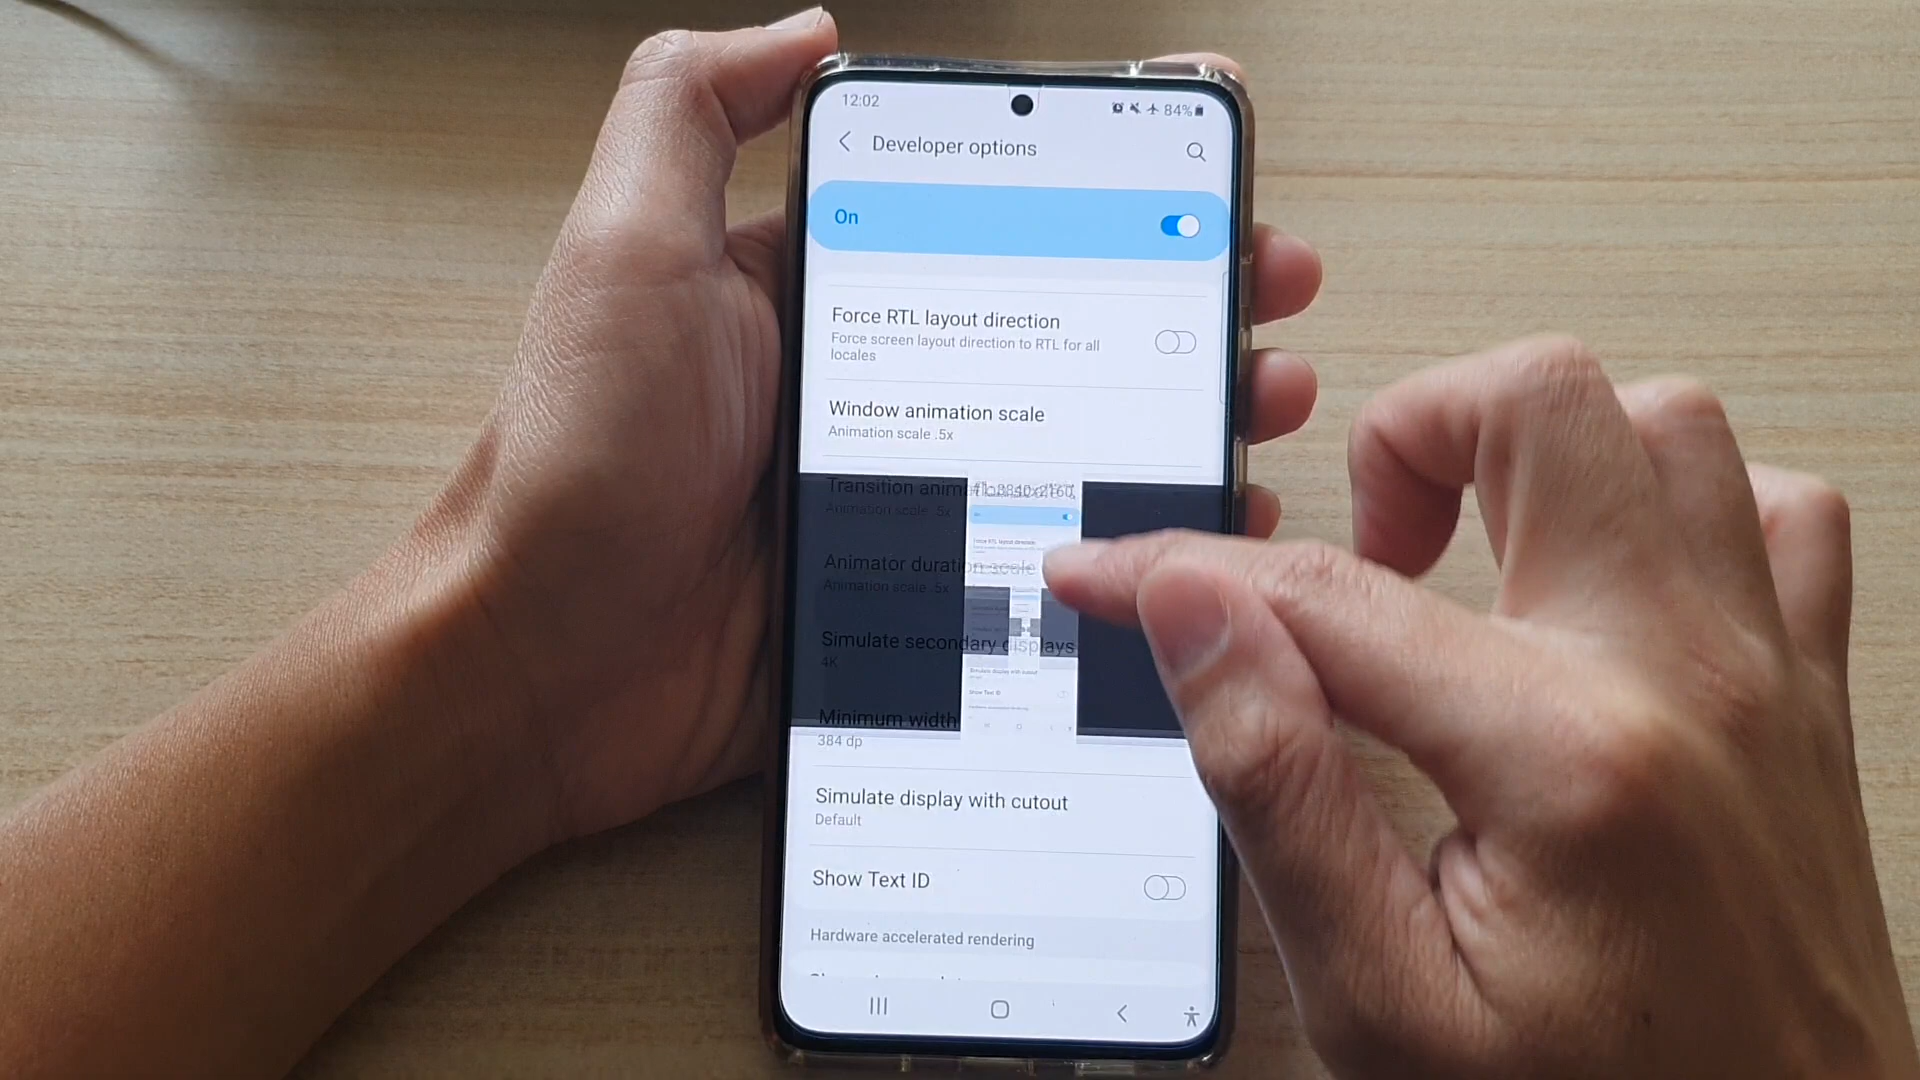 12:02
84%
Developer options
On
Force RTL layout direction
Force screen layout direction to RTL for all
locales
Window animation scale
Animation scale .5x
Transition animation scale
Animation scale .5x
Animator duration scale
Animation scale .5x
Simulate secondary displays
4K
Minimum width
384 dp
Simulate display with cutout
Default
Show Text ID
Hardware accelerated rendering